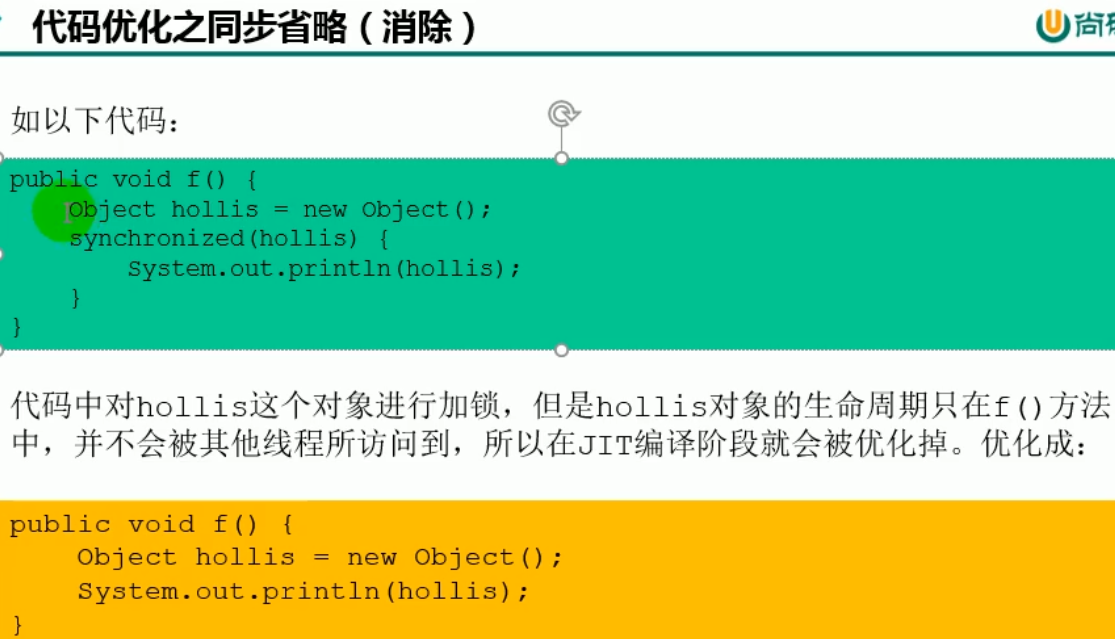 代码优化之同步省略（消除）
尚
如以下代码：
public void f() {
    Object hollis = new Object();
    synchronized(hollis) {
        System.out.println(hollis);
    }
}
代码中对hollis这个对象进行加锁，但是hollis对象的生命周期只在f()方法
中，并不会被其他线程所访问到，所以在JIT编译阶段就会被优化掉。优化成：
public void f() {
    Object hollis = new Object();
    System.out.println(hollis);
}